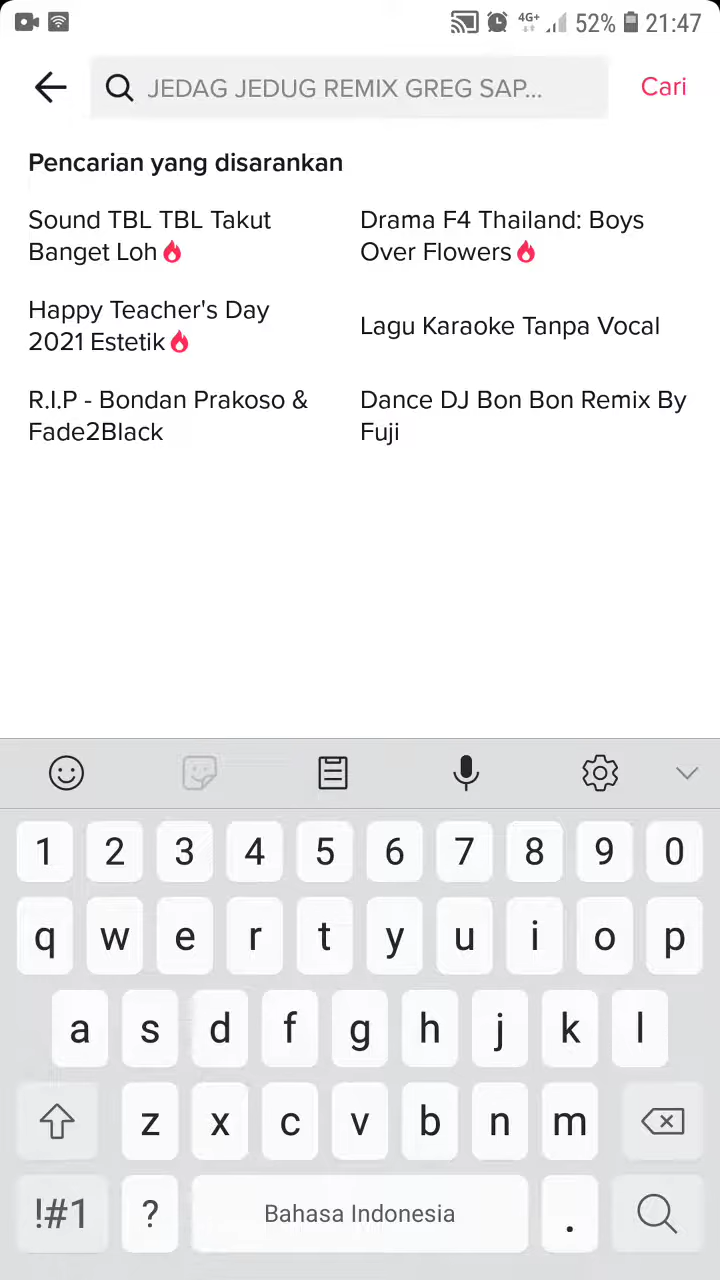 4G+ 52% 21:47
JEDAG JEDUG REMIX GREG SAP... Cari
Pencarian yang disarankan
Sound TBL TBL Takut
Banget Loh
Drama F4 Thailand: Boys
Over Flowers
Happy Teacher's Day
2021 Estetik
Lagu Karaoke Tanpa Vocal
R.I.P - Bondan Prakoso &
Fade2Black
Dance DJ Bon Bon Remix By
Fuji
1 2 3 4 5 6 7 8 9 0
q w e r t y u i o p
a s d f g h j k l
z x c v b n m
!#1 ? Bahasa Indonesia .